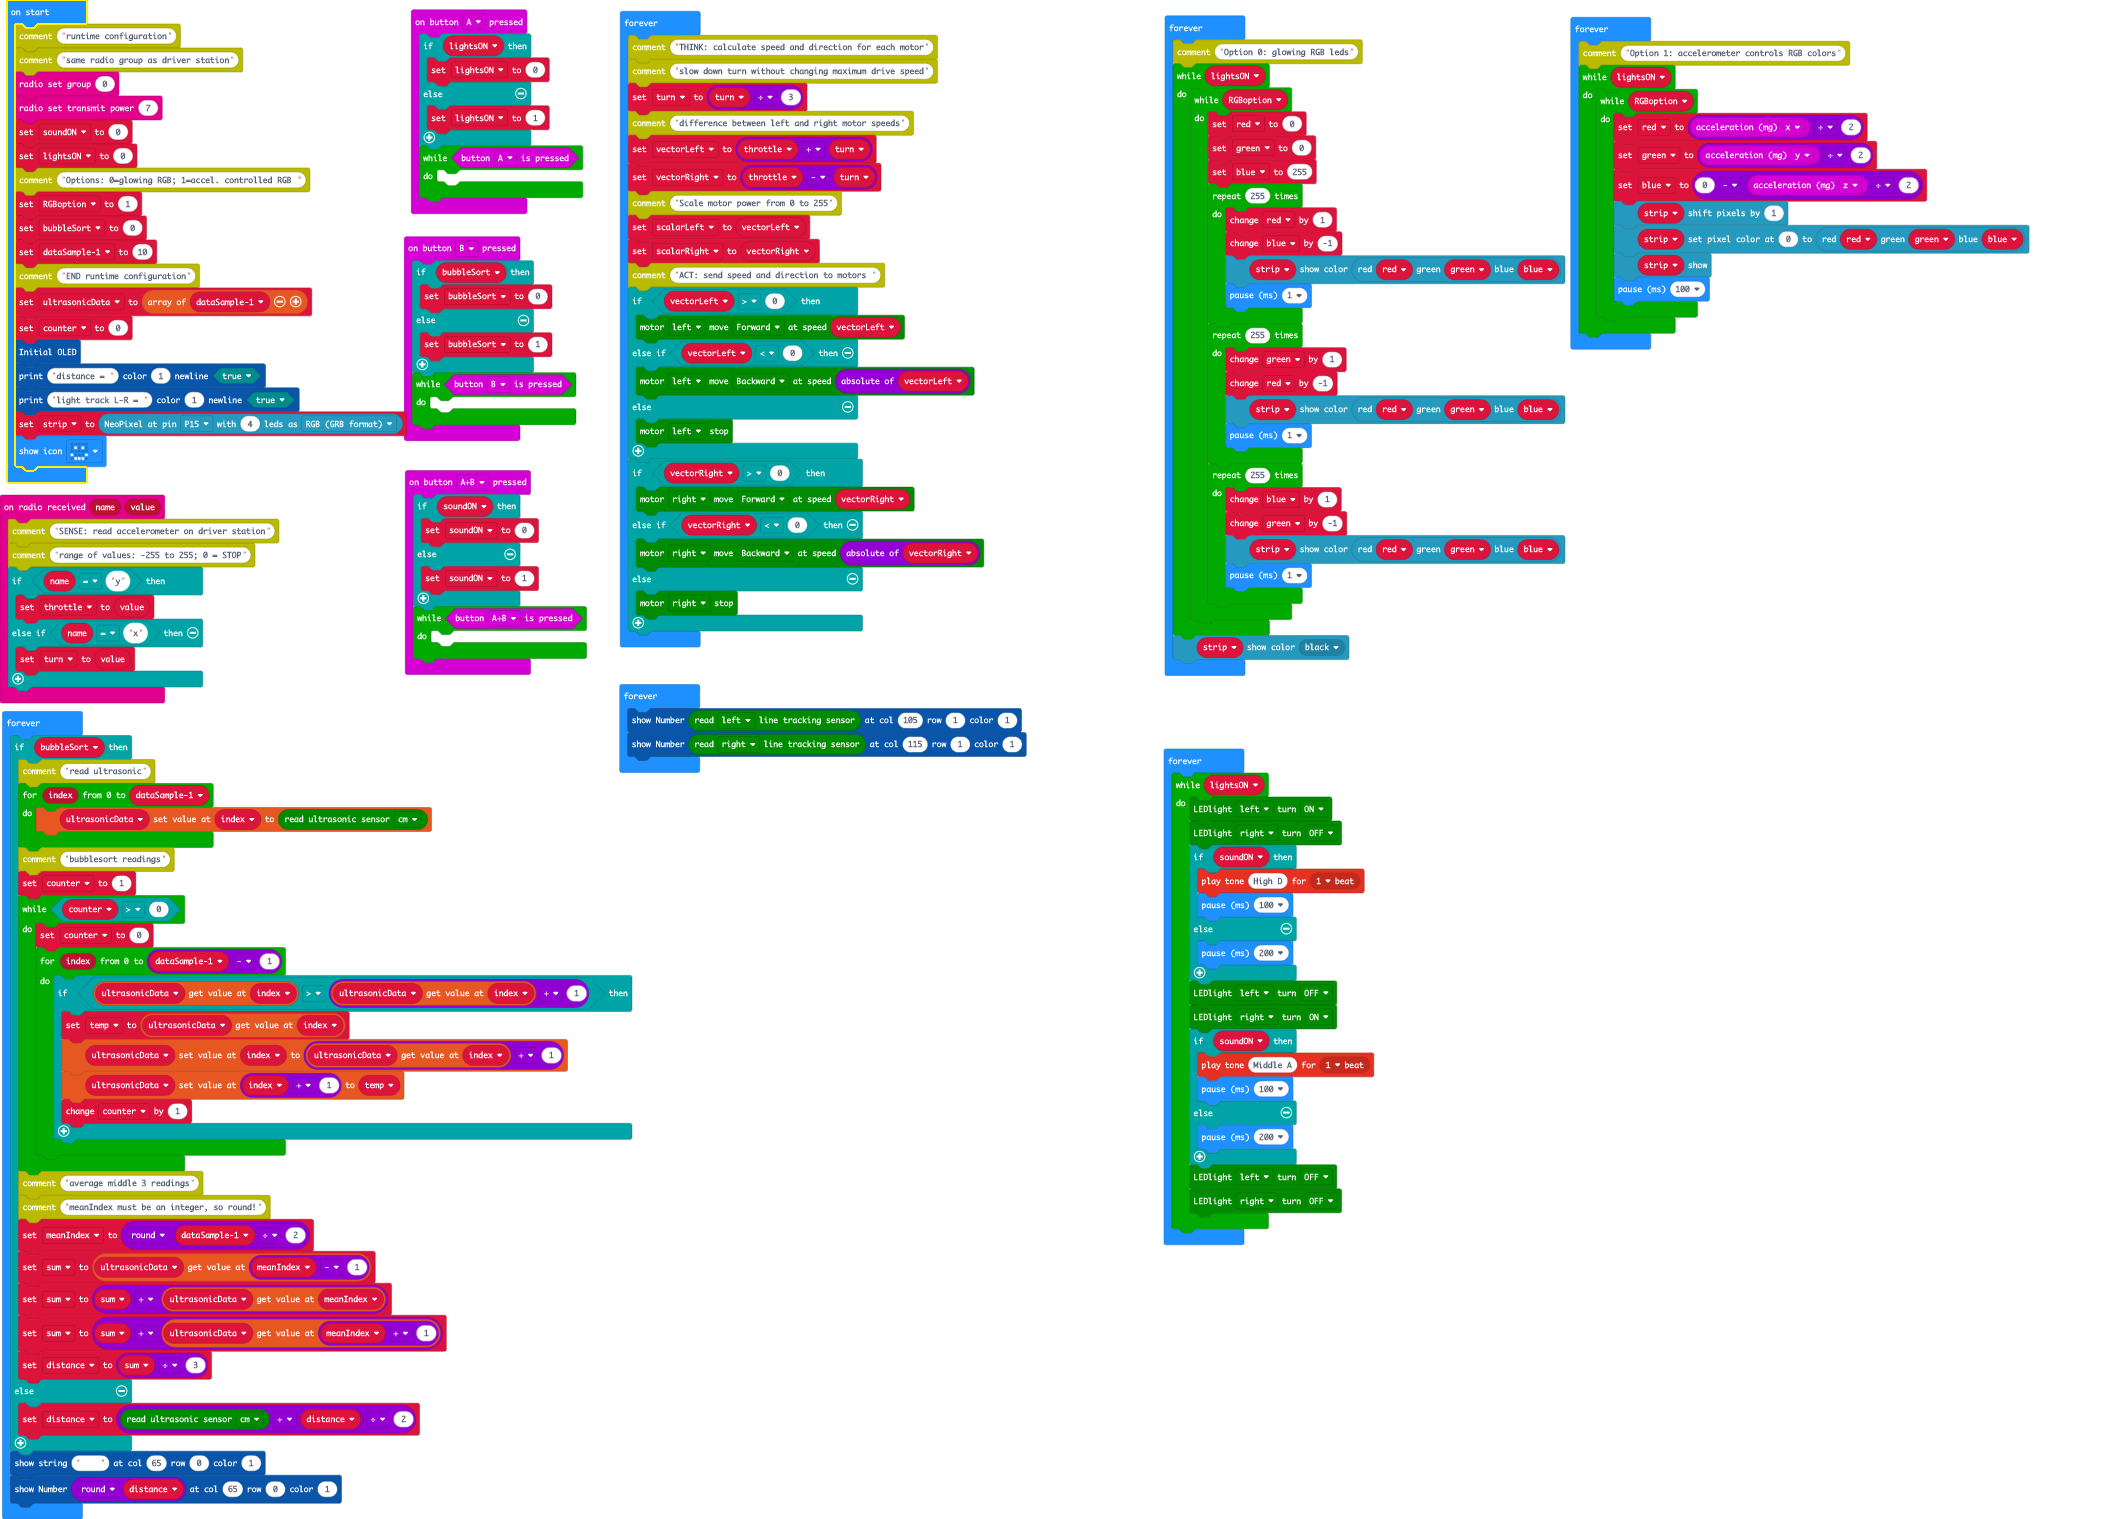 on start
comment "runtime configuration"
comment "same radio group as driver station"
radio set group 0
radio set transmit power 7
set soundON to 0
set lightsON to 0
comment "Options: 0=glowing RGB; 1=accel. controlled RGB "
set RGBoption to 1
set bubbleSort to 0
set dataSample-1 to 10
comment "END runtime configuration"
set ultrasonicData to array of dataSample-1
set counter to 0
Initial OLED
print "distance = " color 1 newline true
print "light track L-R = " color 1 newline true
set strip to NeoPixel at pin P15 with 4 leds as RGB (GRB format)
show icon
on radio received name value
comment "SENSE: read accelerometer on driver station"
comment "range of values: -255 to 255; 0 = STOP"
if name = "y" then
set throttle to value
else if name = "x" then
set turn to value
forever
if bubbleSort then
comment "read ultrasonic"
for index from 0 to dataSample-1
do ultrasonicData set value at index to read ultrasonic sensor cm
comment "bubblesort readings"
set counter to 1
while counter > 0
do set counter to 0
for index from 0 to dataSample-1 - 1
do if ultrasonicData get value at index > ultrasonicData get value at index + 1 then
set temp to ultrasonicData get value at index
ultrasonicData set value at index to ultrasonicData get value at index + 1
ultrasonicData set value at index + 1 to temp
change counter by 1
comment "average middle 3 readings"
comment "meanIndex must be an integer, so round!"
set meanIndex to round dataSample-1 ÷ 2
set sum to ultrasonicData get value at meanIndex - 1
set sum to sum + ultrasonicData get value at meanIndex
set sum to sum + ultrasonicData get value at meanIndex + 1
set distance to sum ÷ 3
else
set distance to read ultrasonic sensor cm + distance ÷ 2
show string " " at col 65 row 0 color 1
show Number round distance at col 65 row 0 color 1
on button A pressed
if lightsON then
set lightsON to 0
else
set lightsON to 1
while button A is pressed
do
on button B pressed
if bubbleSort then
set bubbleSort to 0
else
set bubbleSort to 1
while button B is pressed
do
on button A+B pressed
if soundON then
set soundON to 0
else
set soundON to 1
while button A+B is pressed
do
forever
comment "THINK: calculate speed and direction for each motor"
comment "slow down turn without changing maximum drive speed"
set turn to turn ÷ 3
comment "difference between left and right motor speeds"
set vectorLeft to throttle + turn
set vectorRight to throttle - turn
comment "Scale motor power from 0 to 255"
set scalarLeft to vectorLeft
set scalarRight to vectorRight
comment "ACT: send speed and direction to motors "
if vectorLeft > 0 then
motor left move Forward at speed vectorLeft
else if vectorLeft < 0 then
motor left move Backward at speed absolute of vectorLeft
else
motor left stop
if vectorRight > 0 then
motor right move Forward at speed vectorRight
else if vectorRight < 0 then
motor right move Backward at speed absolute of vectorRight
else
motor right stop
forever
show Number read left line tracking sensor at col 105 row 1 color 1
show Number read right line tracking sensor at col 115 row 1 color 1
forever
comment "Option 0: glowing RGB leds"
while lightsON
do while RGBoption
do set red to 0
set green to 0
set blue to 255
repeat 255 times
do change red by 1
change blue by -1
strip show color red red green green blue blue
pause (ms) 1
repeat 255 times
do change green by 1
change red by -1
strip show color red red green green blue blue
pause (ms) 1
repeat 255 times
do change blue by 1
change green by -1
strip show color red red green green blue blue
pause (ms) 1
strip show color black
forever
comment "Option 1: accelerometer controls RGB colors"
while lightsON
do while RGBoption
do set red to acceleration (mg) x ÷ 2
set green to acceleration (mg) y ÷ 2
set blue to 0 - acceleration (mg) z ÷ 2
strip shift pixels by 1
strip set pixel color at 0 to red red green green blue blue
strip show
pause (ms) 100
forever
while lightsON
do LEDlight left turn ON
LEDlight right turn OFF
if soundON then
play tone High D for 1 beat
pause (ms) 100
else
pause (ms) 200
LEDlight left turn OFF
LEDlight right turn ON
if soundON then
play tone Middle A for 1 beat
pause (ms) 100
else
pause (ms) 200
LEDlight left turn OFF
LEDlight right turn OFF